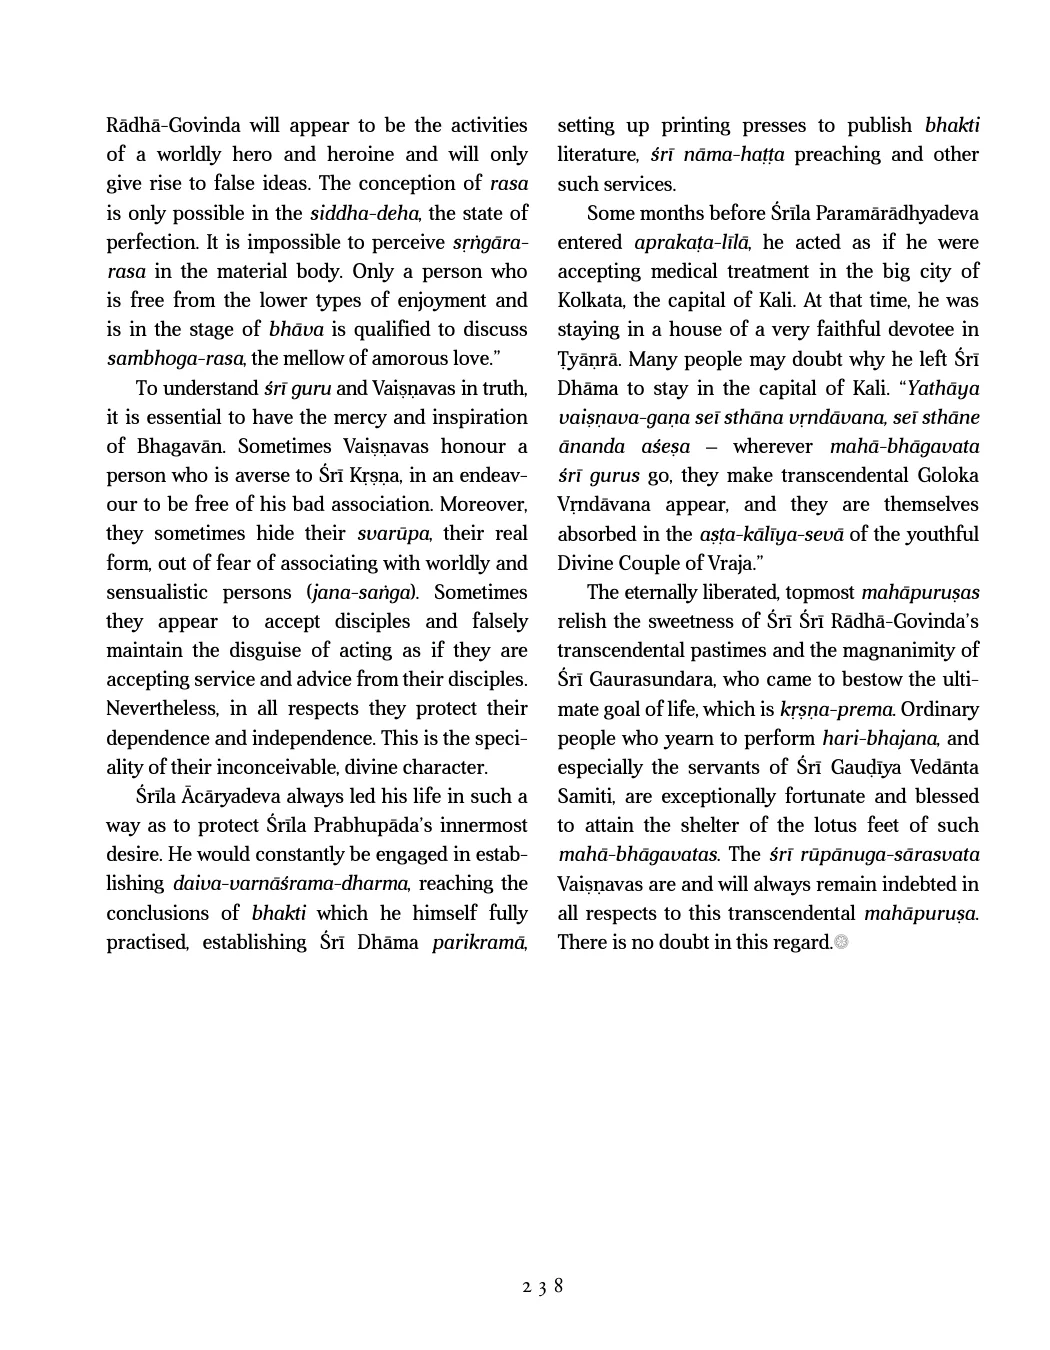 Rādhā-Govinda will appear to be the activities
of a worldly hero and heroine and will only
give rise to false ideas. The conception of rasa
is only possible in the siddha-deha, the state of
perfection. It is impossible to perceive sṛṅgāra-
rasa in the material body. Only a person who
is free from the lower types of enjoyment and
is in the stage of bhāva is qualified to discuss
sambhoga-rasa, the mellow of amorous love.”
To understand śrī guru and Vaiṣṇavas in truth,
it is essential to have the mercy and inspiration
of Bhagavān. Sometimes Vaiṣṇavas honour a
person who is averse to Śrī Kṛṣṇa, in an endeav-
our to be free of his bad association. Moreover,
they sometimes hide their svarūpa, their real
form, out of fear of associating with worldly and
sensualistic persons (jana-saṅga). Sometimes
they appear to accept disciples and falsely
maintain the disguise of acting as if they are
accepting service and advice from their disciples.
Nevertheless, in all respects they protect their
dependence and independence. This is the speci-
ality of their inconceivable, divine character.
Śrīla Ācāryadeva always led his life in such a
way as to protect Śrīla Prabhupāda’s innermost
desire. He would constantly be engaged in estab-
lishing daiva-varnāśrama-dharma, reaching the
conclusions of bhakti which he himself fully
practised, establishing Śrī Dhāma parikramā,
setting up printing presses to publish bhakti
literature, śrī nāma-haṭṭa preaching and other
such services.
Some months before Śrīla Paramārādhyadeva
entered aprakaṭa-līlā, he acted as if he were
accepting medical treatment in the big city of
Kolkata, the capital of Kali. At that time, he was
staying in a house of a very faithful devotee in
Ṭyāṇrā. Many people may doubt why he left Śrī
Dhāma to stay in the capital of Kali. “Yathāya
vaiṣṇava-gaṇa seī sthāna vṛndāvana, seī sthāne
ānanda aśeṣa – wherever mahā-bhāgavata
śrī gurus go, they make transcendental Goloka
Vṛndāvana appear, and they are themselves
absorbed in the aṣṭa-kālīya-sevā of the youthful
Divine Couple of Vraja.”
The eternally liberated, topmost mahāpuruṣas
relish the sweetness of Śrī Śrī Rādhā-Govinda’s
transcendental pastimes and the magnanimity of
Śrī Gaurasundara, who came to bestow the ulti-
mate goal of life, which is kṛṣṇa-prema. Ordinary
people who yearn to perform hari-bhajana, and
especially the servants of Śrī Gauḍīya Vedānta
Samiti, are exceptionally fortunate and blessed
to attain the shelter of the lotus feet of such
mahā-bhāgavatas. The śrī rūpānuga-sārasvata
Vaiṣṇavas are and will always remain indebted in
all respects to this transcendental mahāpuruṣa.
There is no doubt in this regard.
238